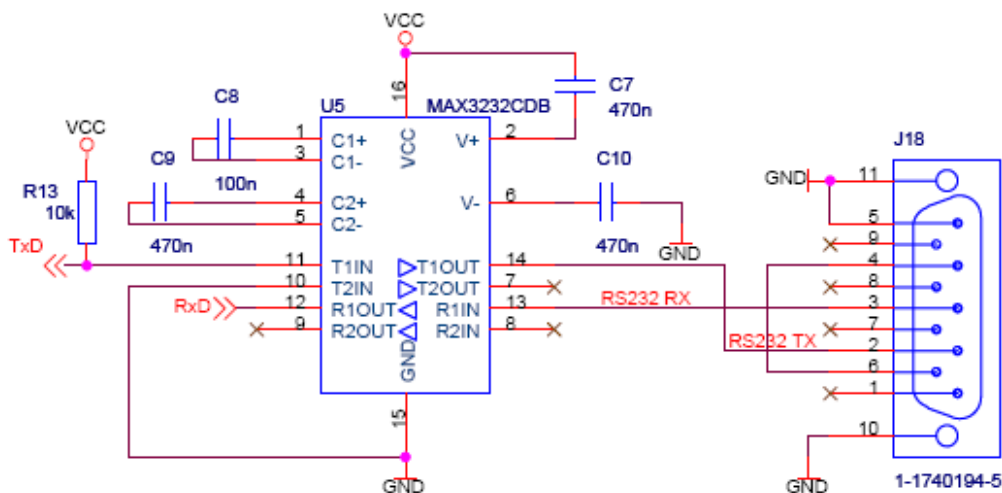 VCC
C7
470n
C8
U5
MAX3232CDB
16
1
C1+
VCC
V+
2
3
C1-
J18
VCC
C9
100n
C10
GND
11
R13
10k
4
C2+
V-
6
5
C2-
5
9
TxD
470n
470n
GND
4
11
T1IN
T1OUT
14
10
T2IN
T2OUT
7
8
RxD
12
R1OUT
R1IN
13
RS232 RX
3
9
R2OUT
R2IN
8
7
RS232 TX
2
GND
6
1
15
10
GND
GND
1-1740194-5